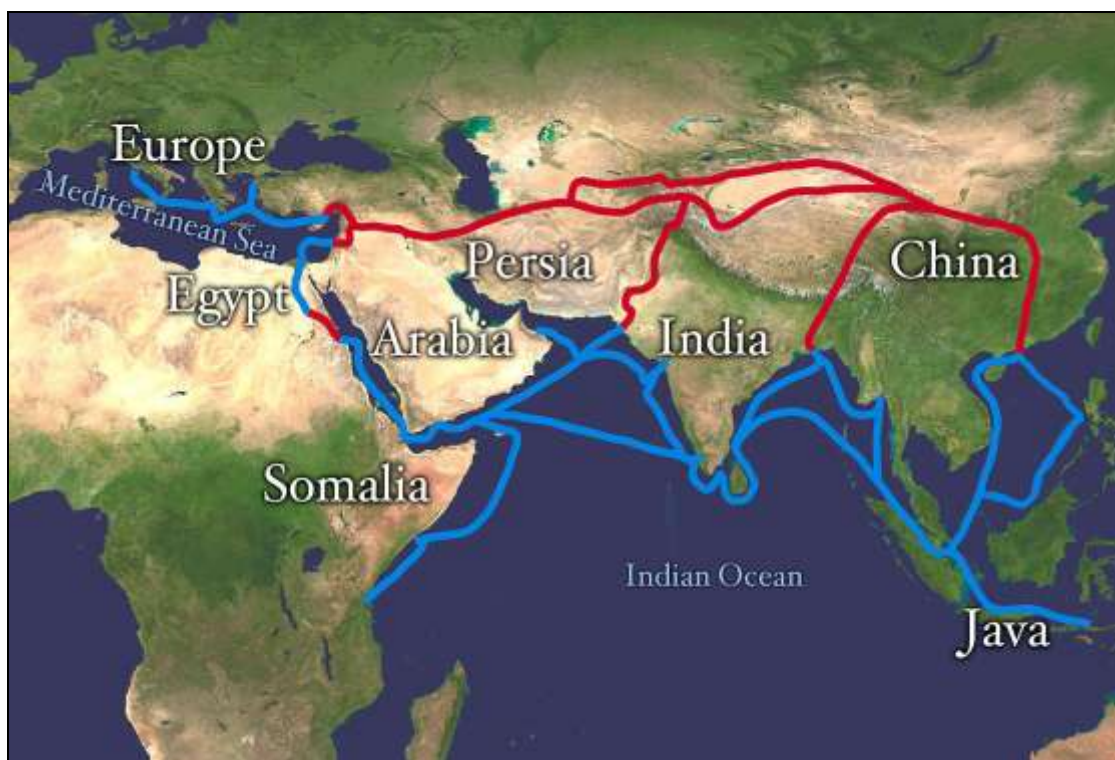 Europe
Mediterranean Sea
Egypt
Persia
China
Arabia
India
Somalia
Indian Ocean
Java